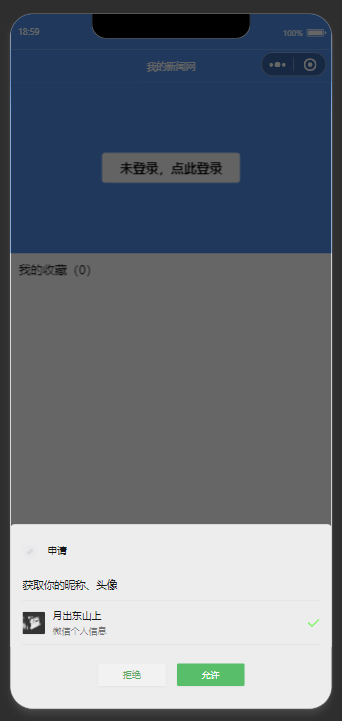 18:59
100%
我的新闻网
未登录，点此登录
我的收藏（0）
申请
获取你的昵称、头像
月出东山上
微信个人信息
拒绝
允许